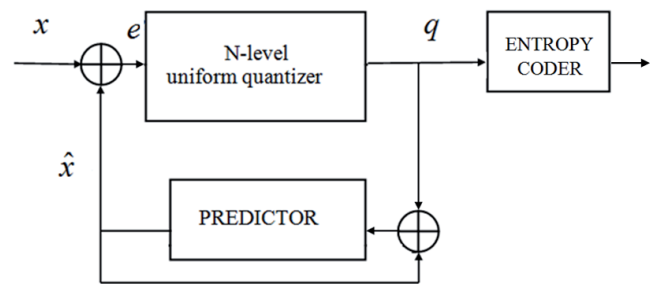 x
e
N-level
uniform quantizer
q
ENTROPY
CODER
x̂
PREDICTOR